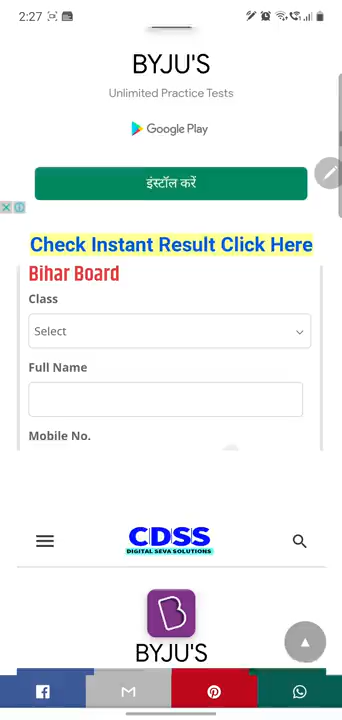 2:27
BYJU'S
Unlimited Practice Tests
Google Play
इंस्टॉल करें
Check Instant Result Click Here
Bihar Board
Class
Select
Full Name
Mobile No.
CDSS
DIGITAL SEVA SOLUTIONS
BYJU'S